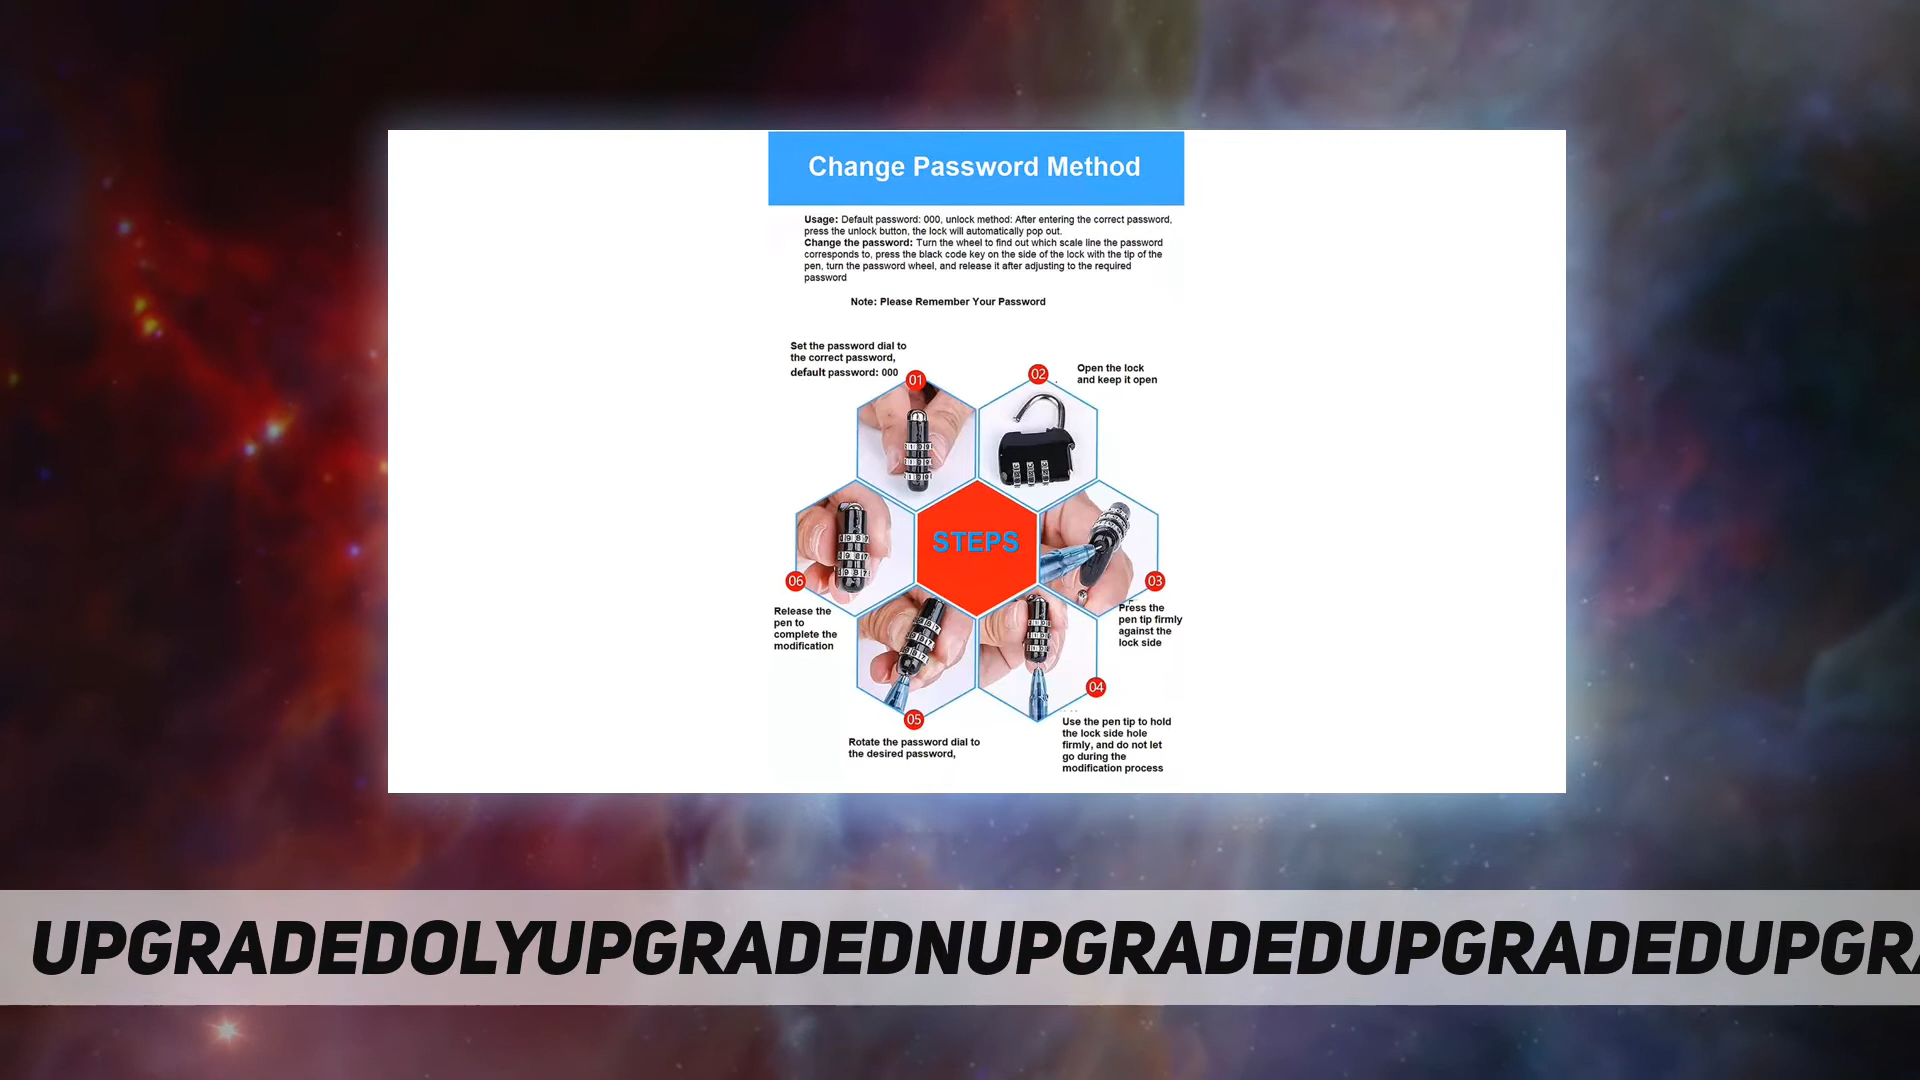 Change Password Method
Usage: Default password: 000, unlock method: After entering the correct password,
press the unlock button, the lock will automatically pop out.
Change the password: Turn the wheel to find out which scale line the password
corresponds to, press the black code key on the side of the lock with the tip of the
pen, turn the password wheel, and release it after adjusting to the required
password
Note: Please Remember Your Password
Set the password dial to
the correct password,
default password: 000
01
02
Open the lock
and keep it open
STEPS
03
Press the
pen tip firmly
against the
lock side
04
Use the pen tip to hold
the lock side hole
firmly, and do not let
go during the
modification process
05
Rotate the password dial to
the desired password,
06
Release the
pen to
complete the
modification
UPGRADEDOLYUPGRADEDNUPGRADEDUPGRADEDUPGRA